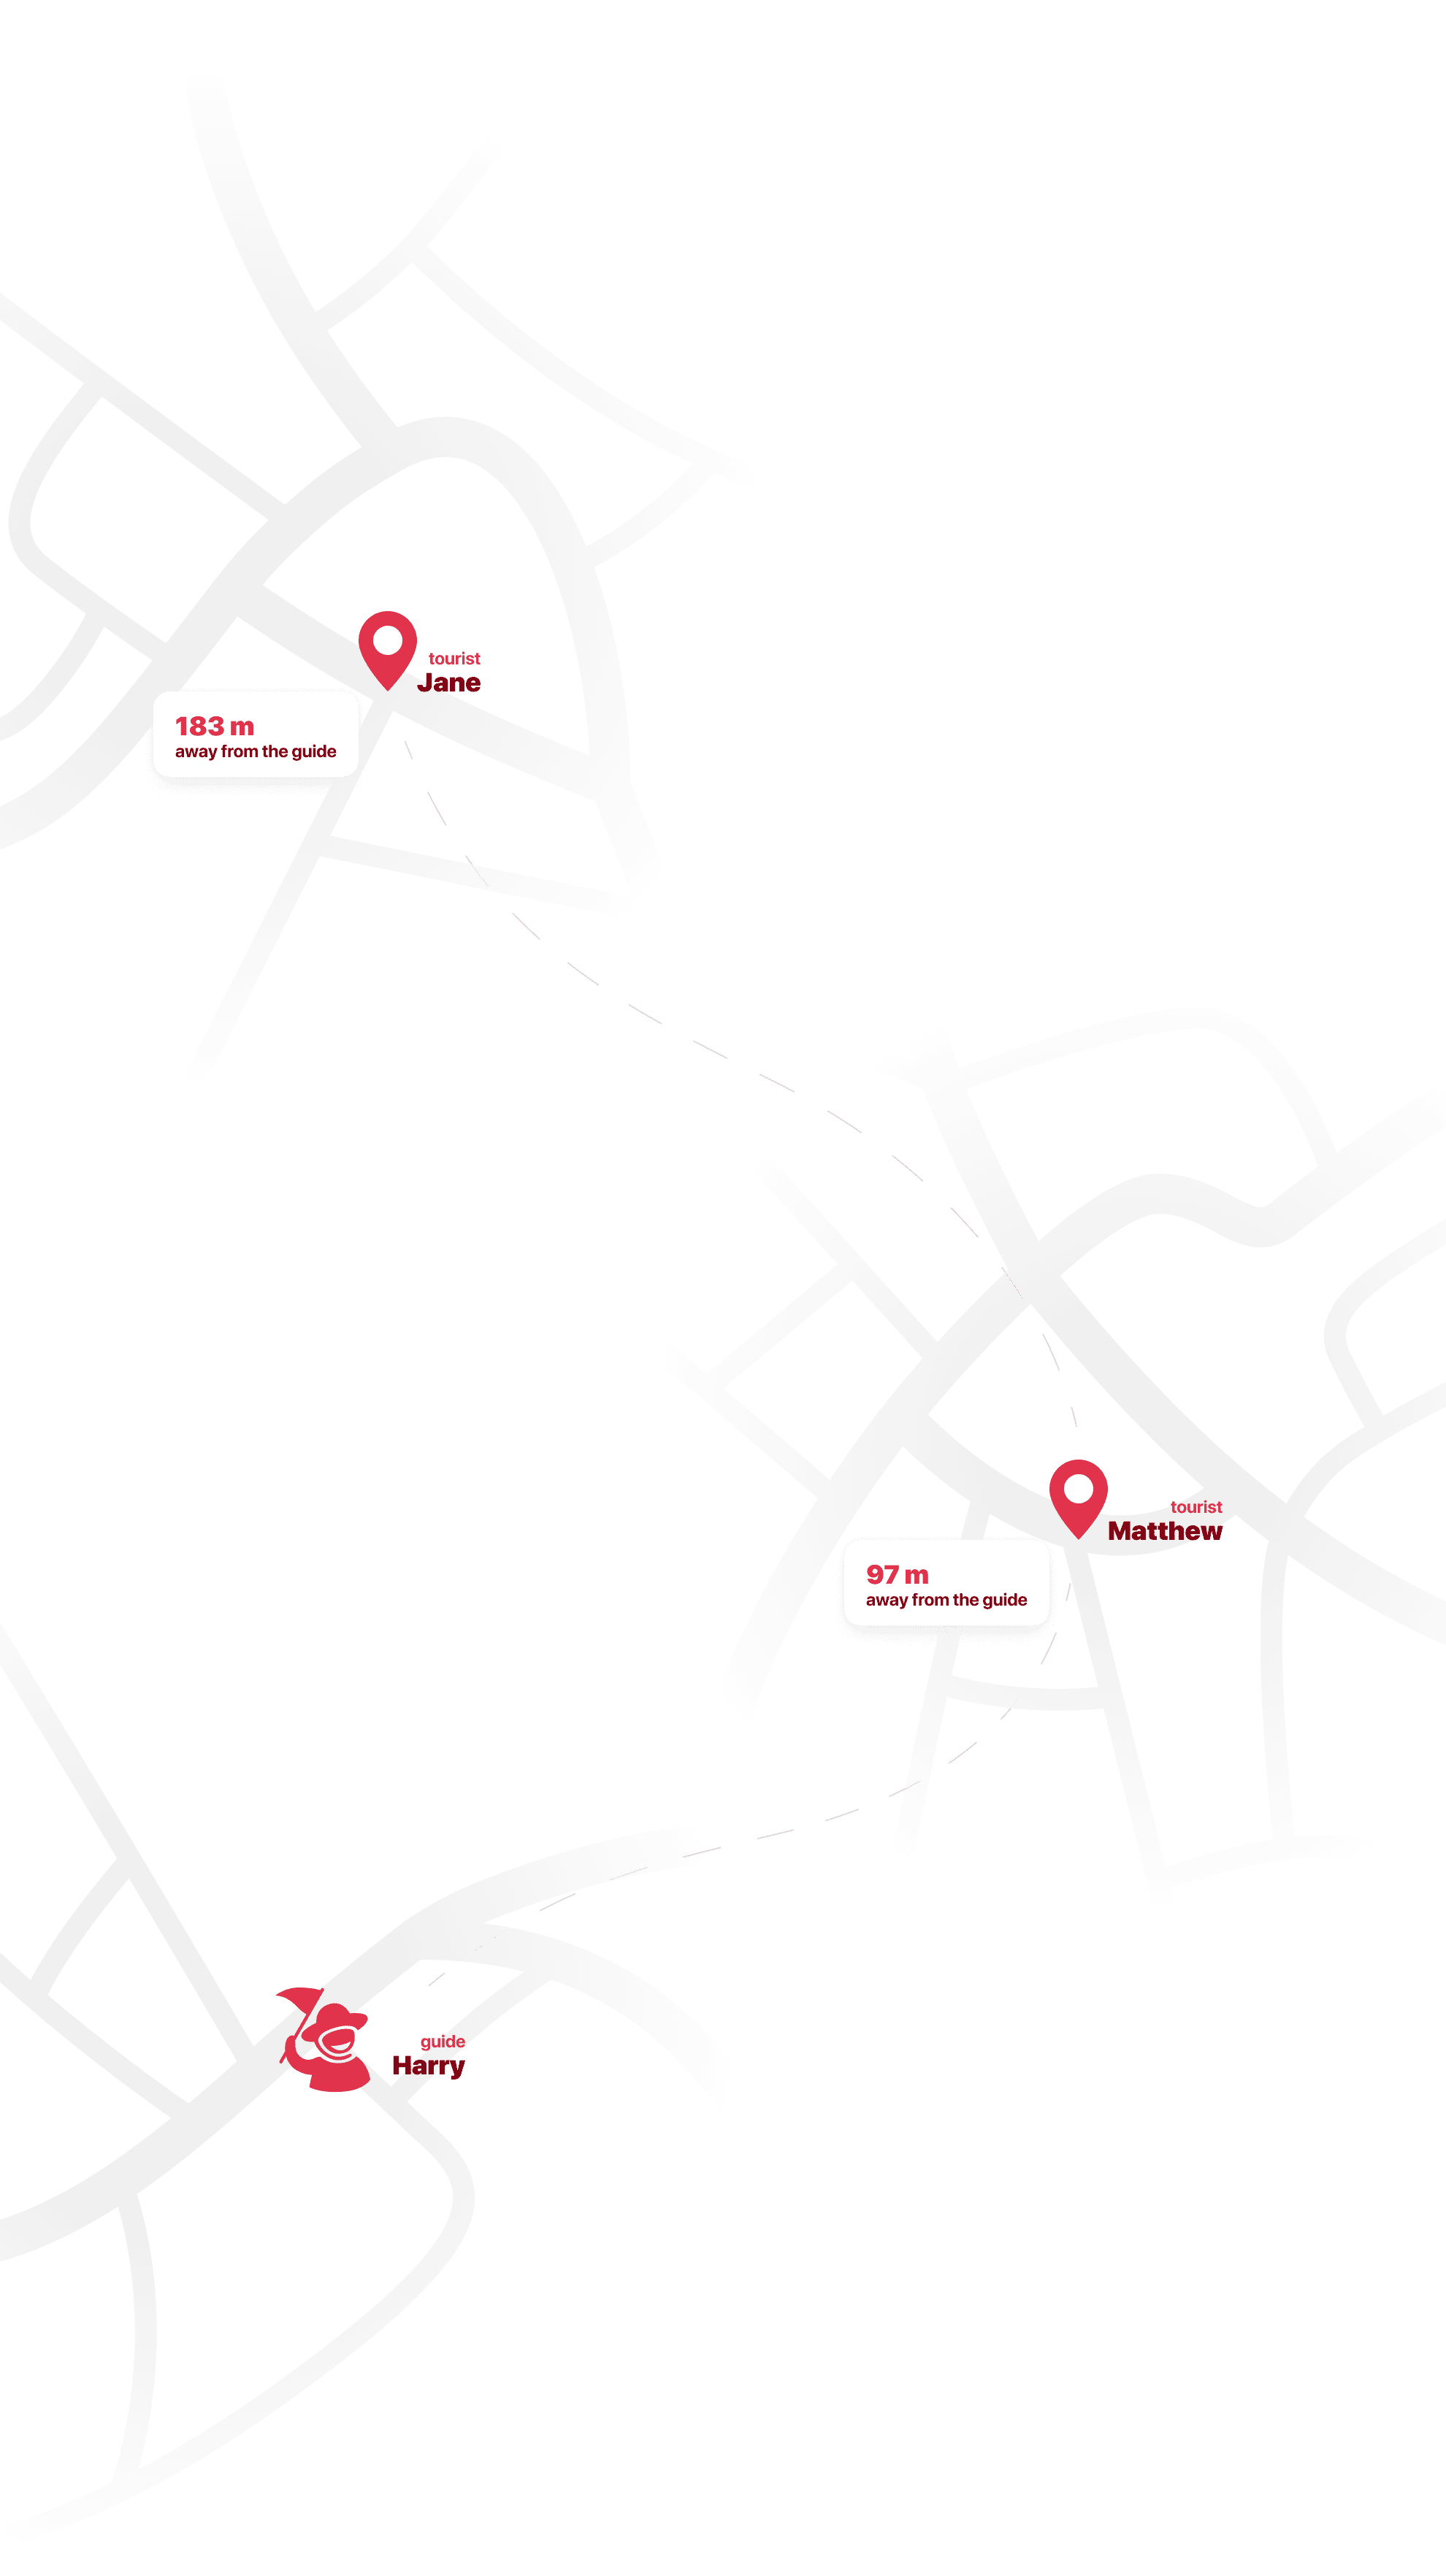 tourist
Jane
183 m
away from the guide
tourist
Matthew
97 m
away from the guide
guide
Harry